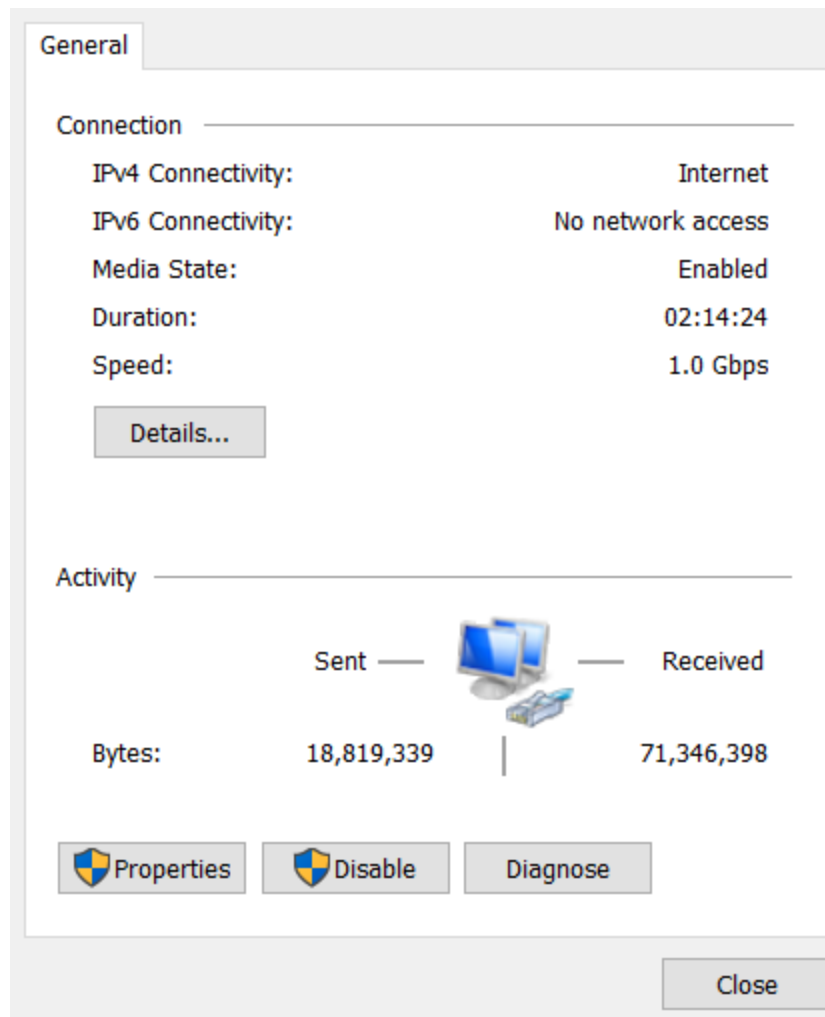 General
Connection
IPv4 Connectivity: Internet
IPv6 Connectivity: No network access
Media State: Enabled
Duration: 02:14:24
Speed: 1.0 Gbps
Details...
Activity
Sent Received
Bytes: 18,819,339 71,346,398
Properties Disable Diagnose
Close